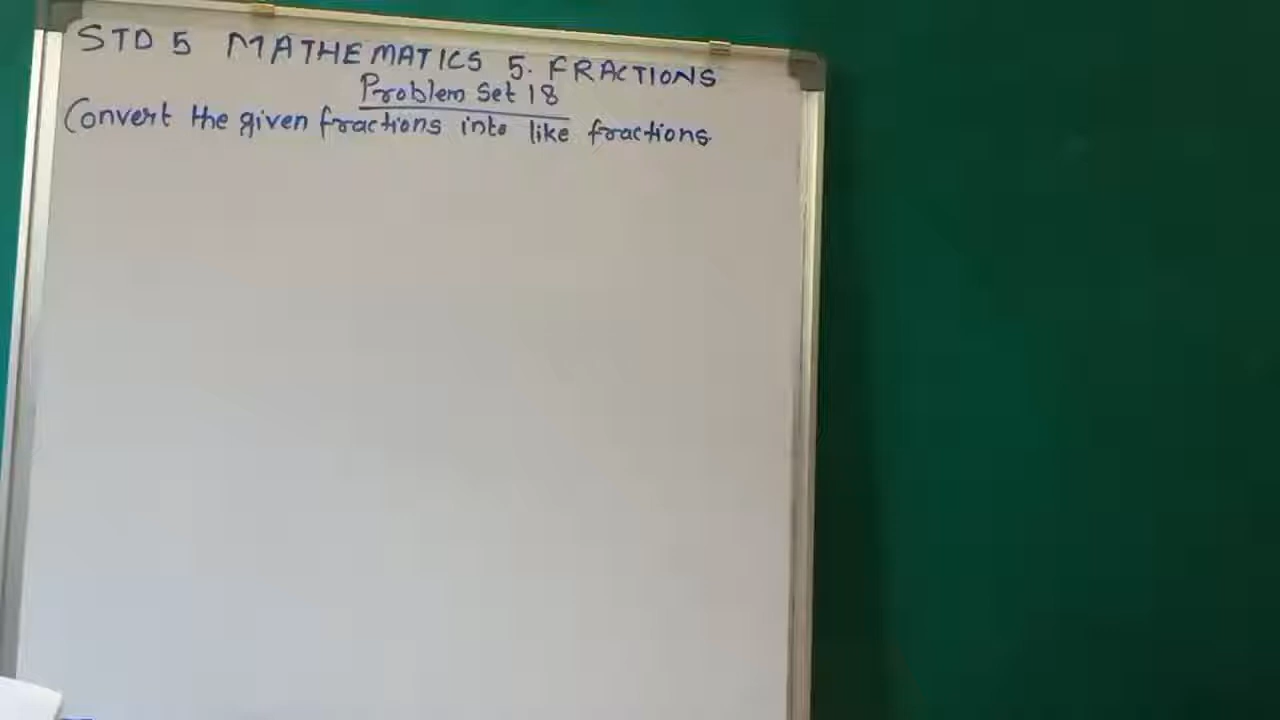 STD 5 MATHEMATICS 5. FRACTIONS
Problem Set 18
Convert the given fractions into like fractions.